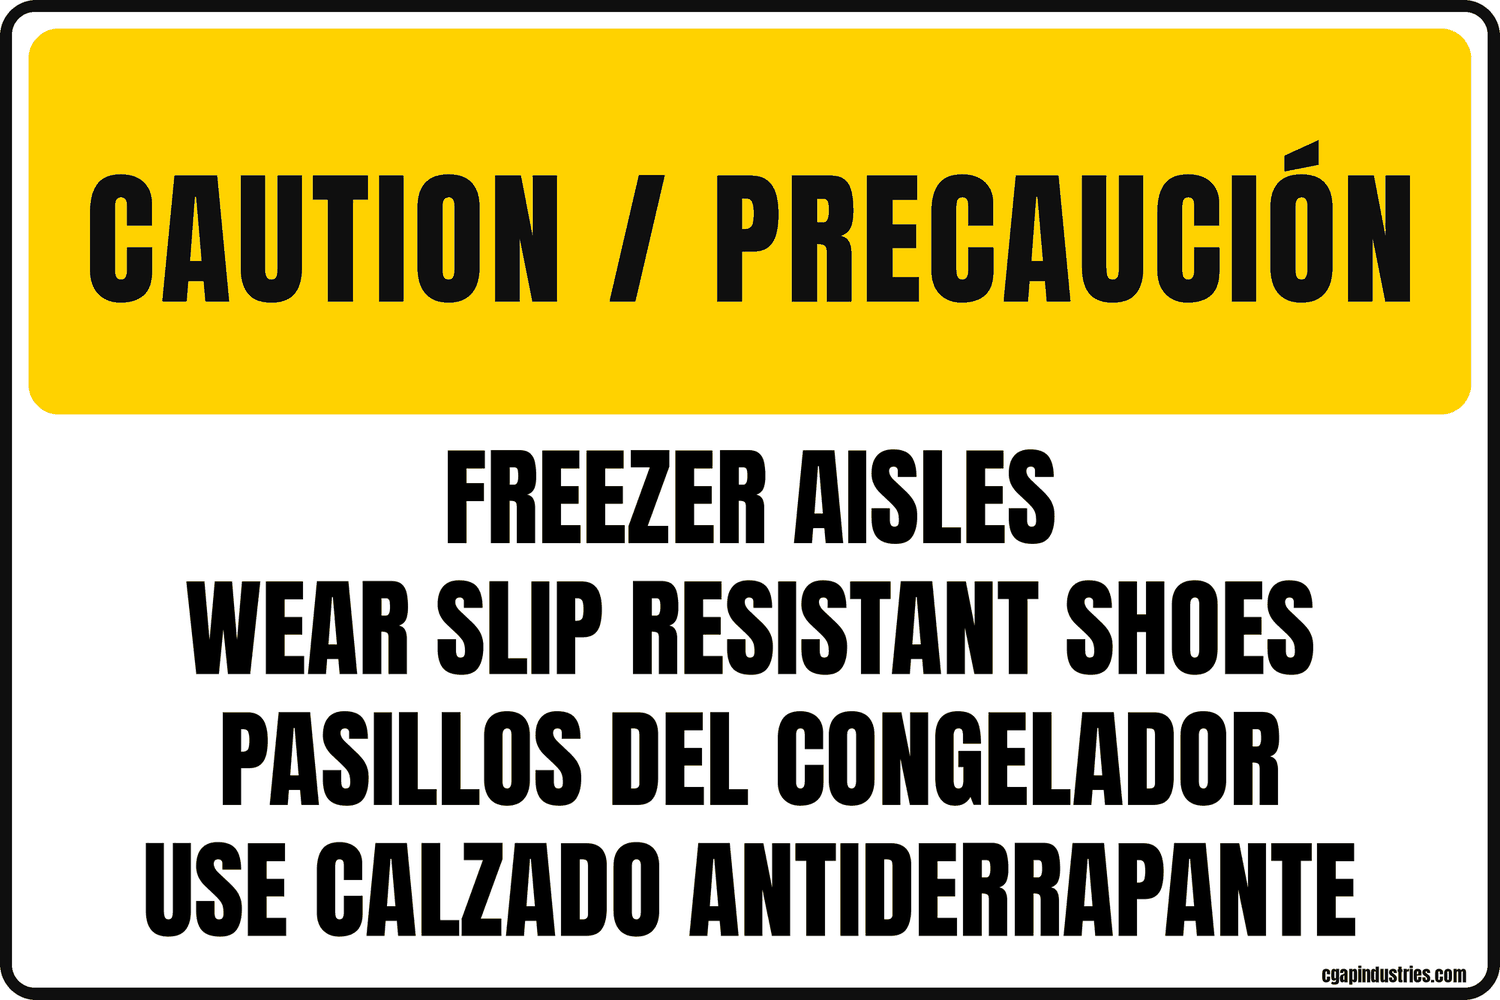 CAUTION / PRECAUCIÓN
FREEZER AISLES
WEAR SLIP RESISTANT SHOES
PASILLOS DEL CONGELADOR
USE CALZADO ANTIDERRAPANTE
cgapindustries.com